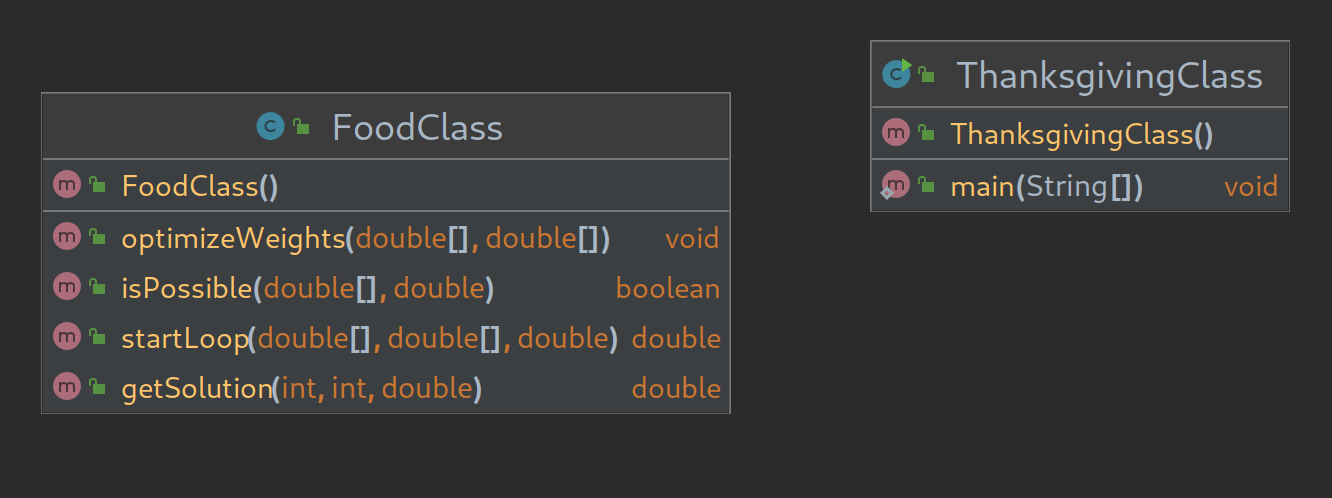 FoodClass
FoodClass()
optimizeWeights(double[], double[]) void
isPossible(double[], double) boolean
startLoop(double[], double[], double) double
getSolution(int, int, double) double
ThanksgivingClass
ThanksgivingClass()
main(String[]) void